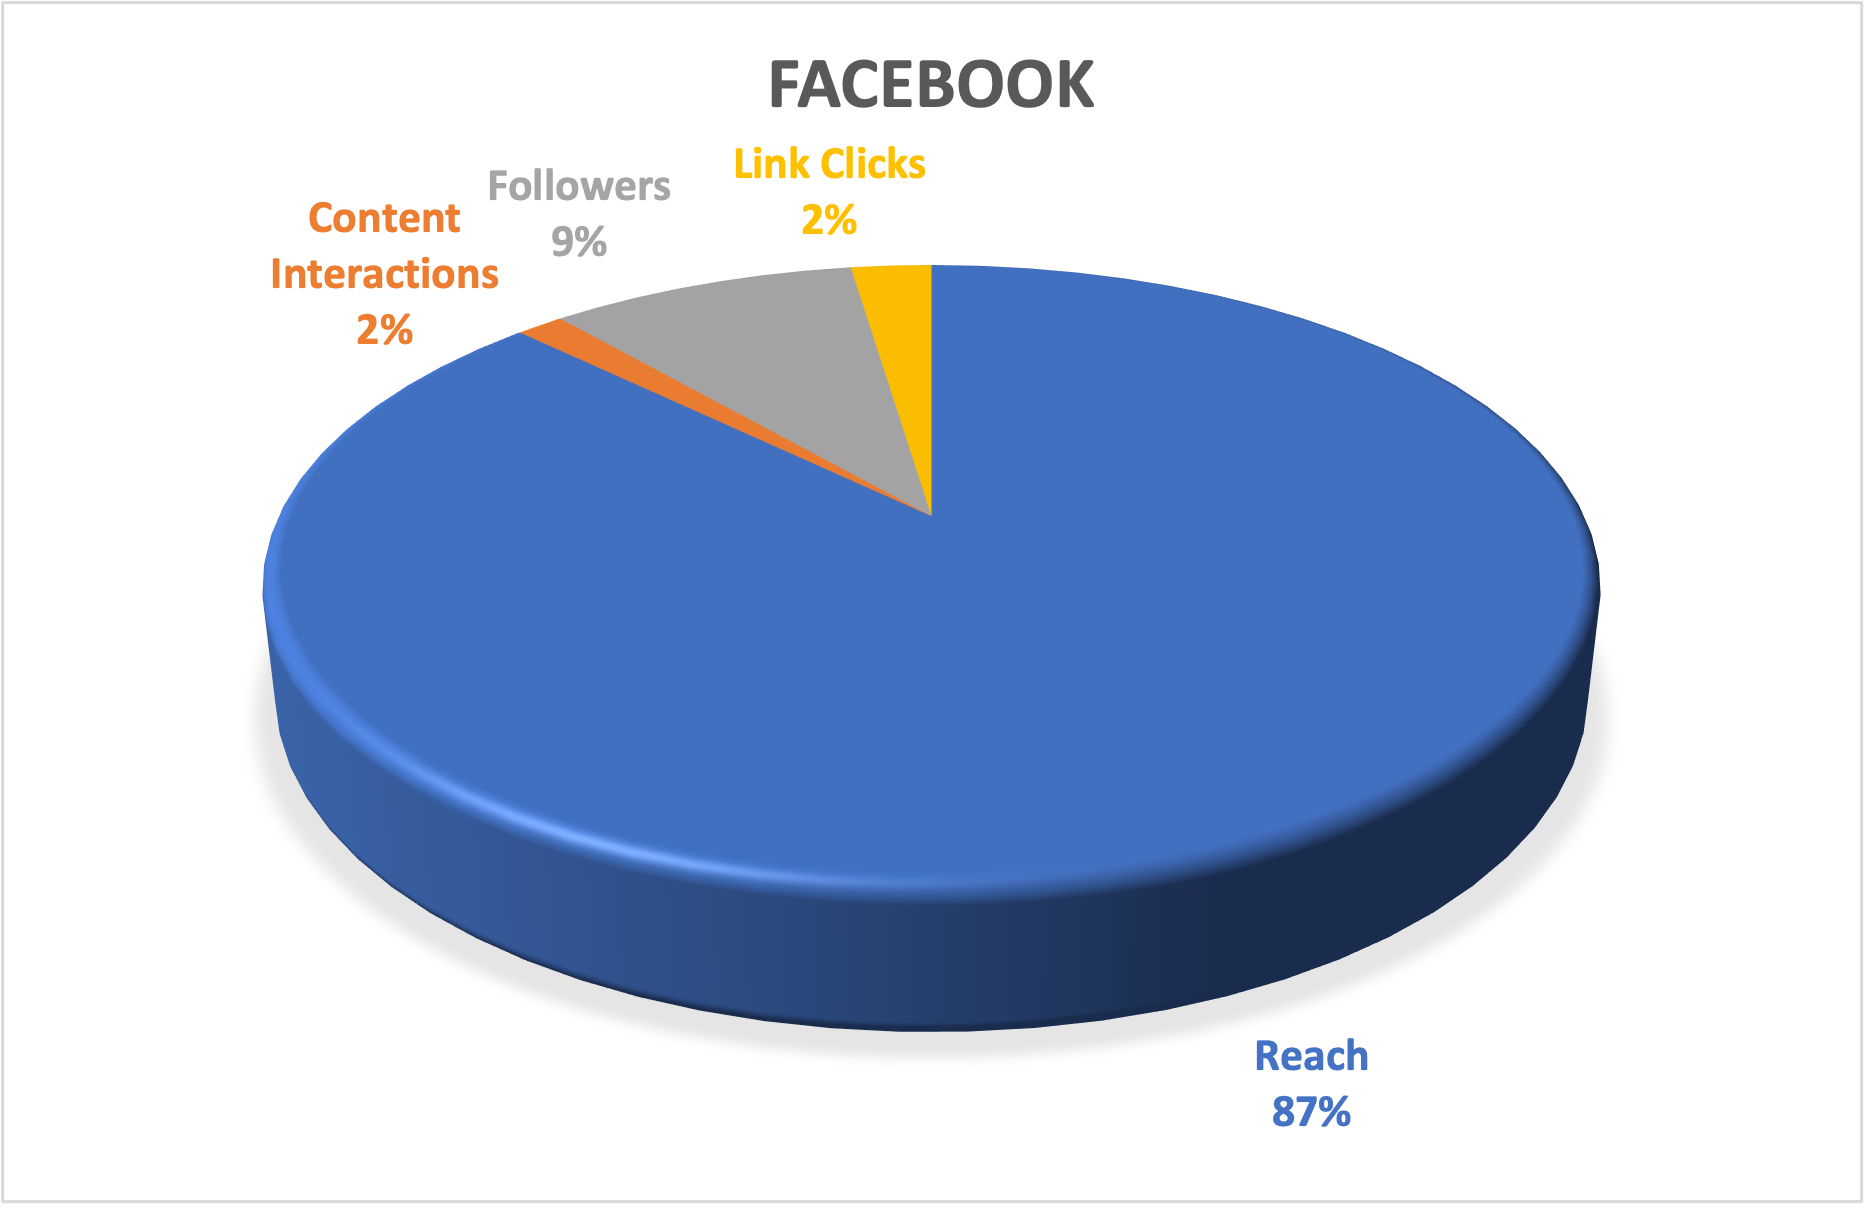 FACEBOOK
Link Clicks
2%
Followers
9%
Content
Interactions
2%
Reach
87%